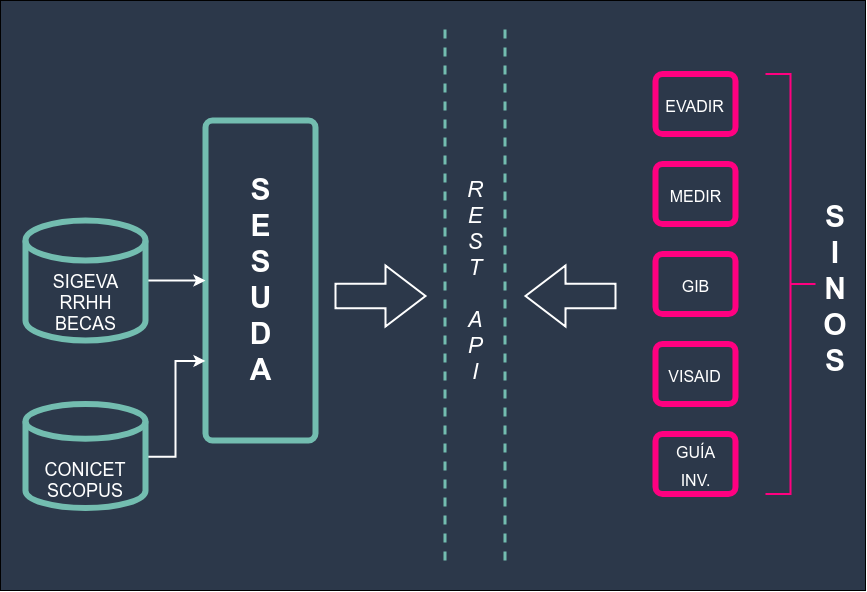 SESUDA
SIGEVA
RRHH
BECAS
CONICET
SCOPUS
REST API
EVADIR
MEDIR
GIB
VISAID
GUÍA
INV.
SINOS